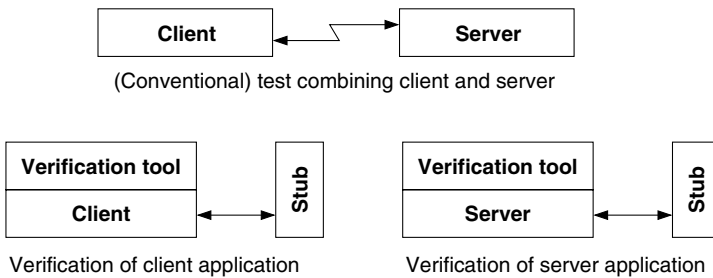 Client
Server
(Conventional) test combining client and server
Verification tool
Client
Stub
Verification tool
Server
Stub
Verification of client application
Verification of server application